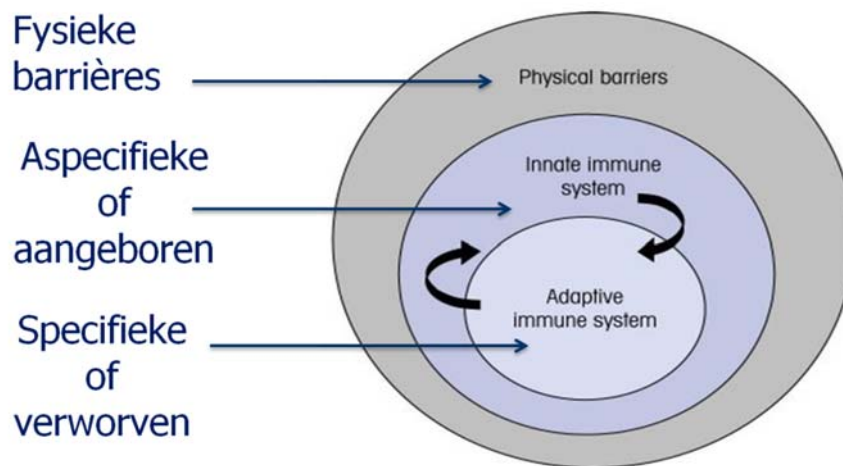 Fysieke
barrières
Physical barriers
Aspecifieke
of
aangeboren
Innate immune
system
Specifieke
of
verworven
Adaptive
immune system